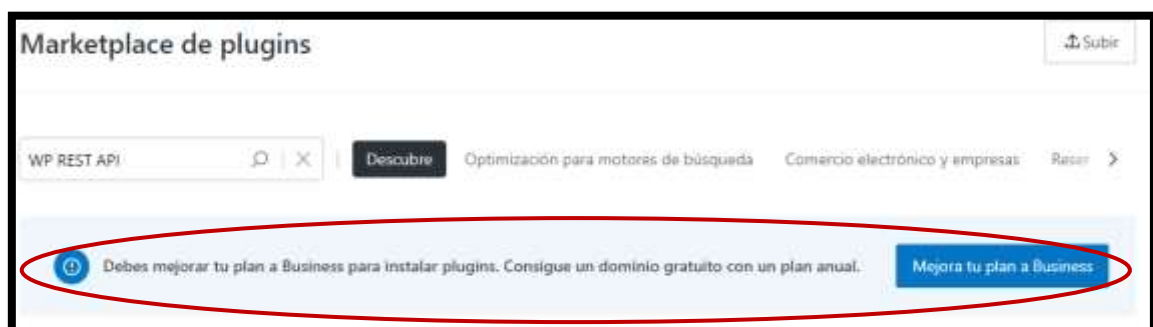 Marketplace de plugins
Subir
WP REST API
Descubre
Optimización para motores de búsqueda
Comercio electrónico y empresas
Debes mejorar tu plan a Business para instalar plugins. Consigue un dominio gratuito con un plan anual.
Mejora tu plan a Business